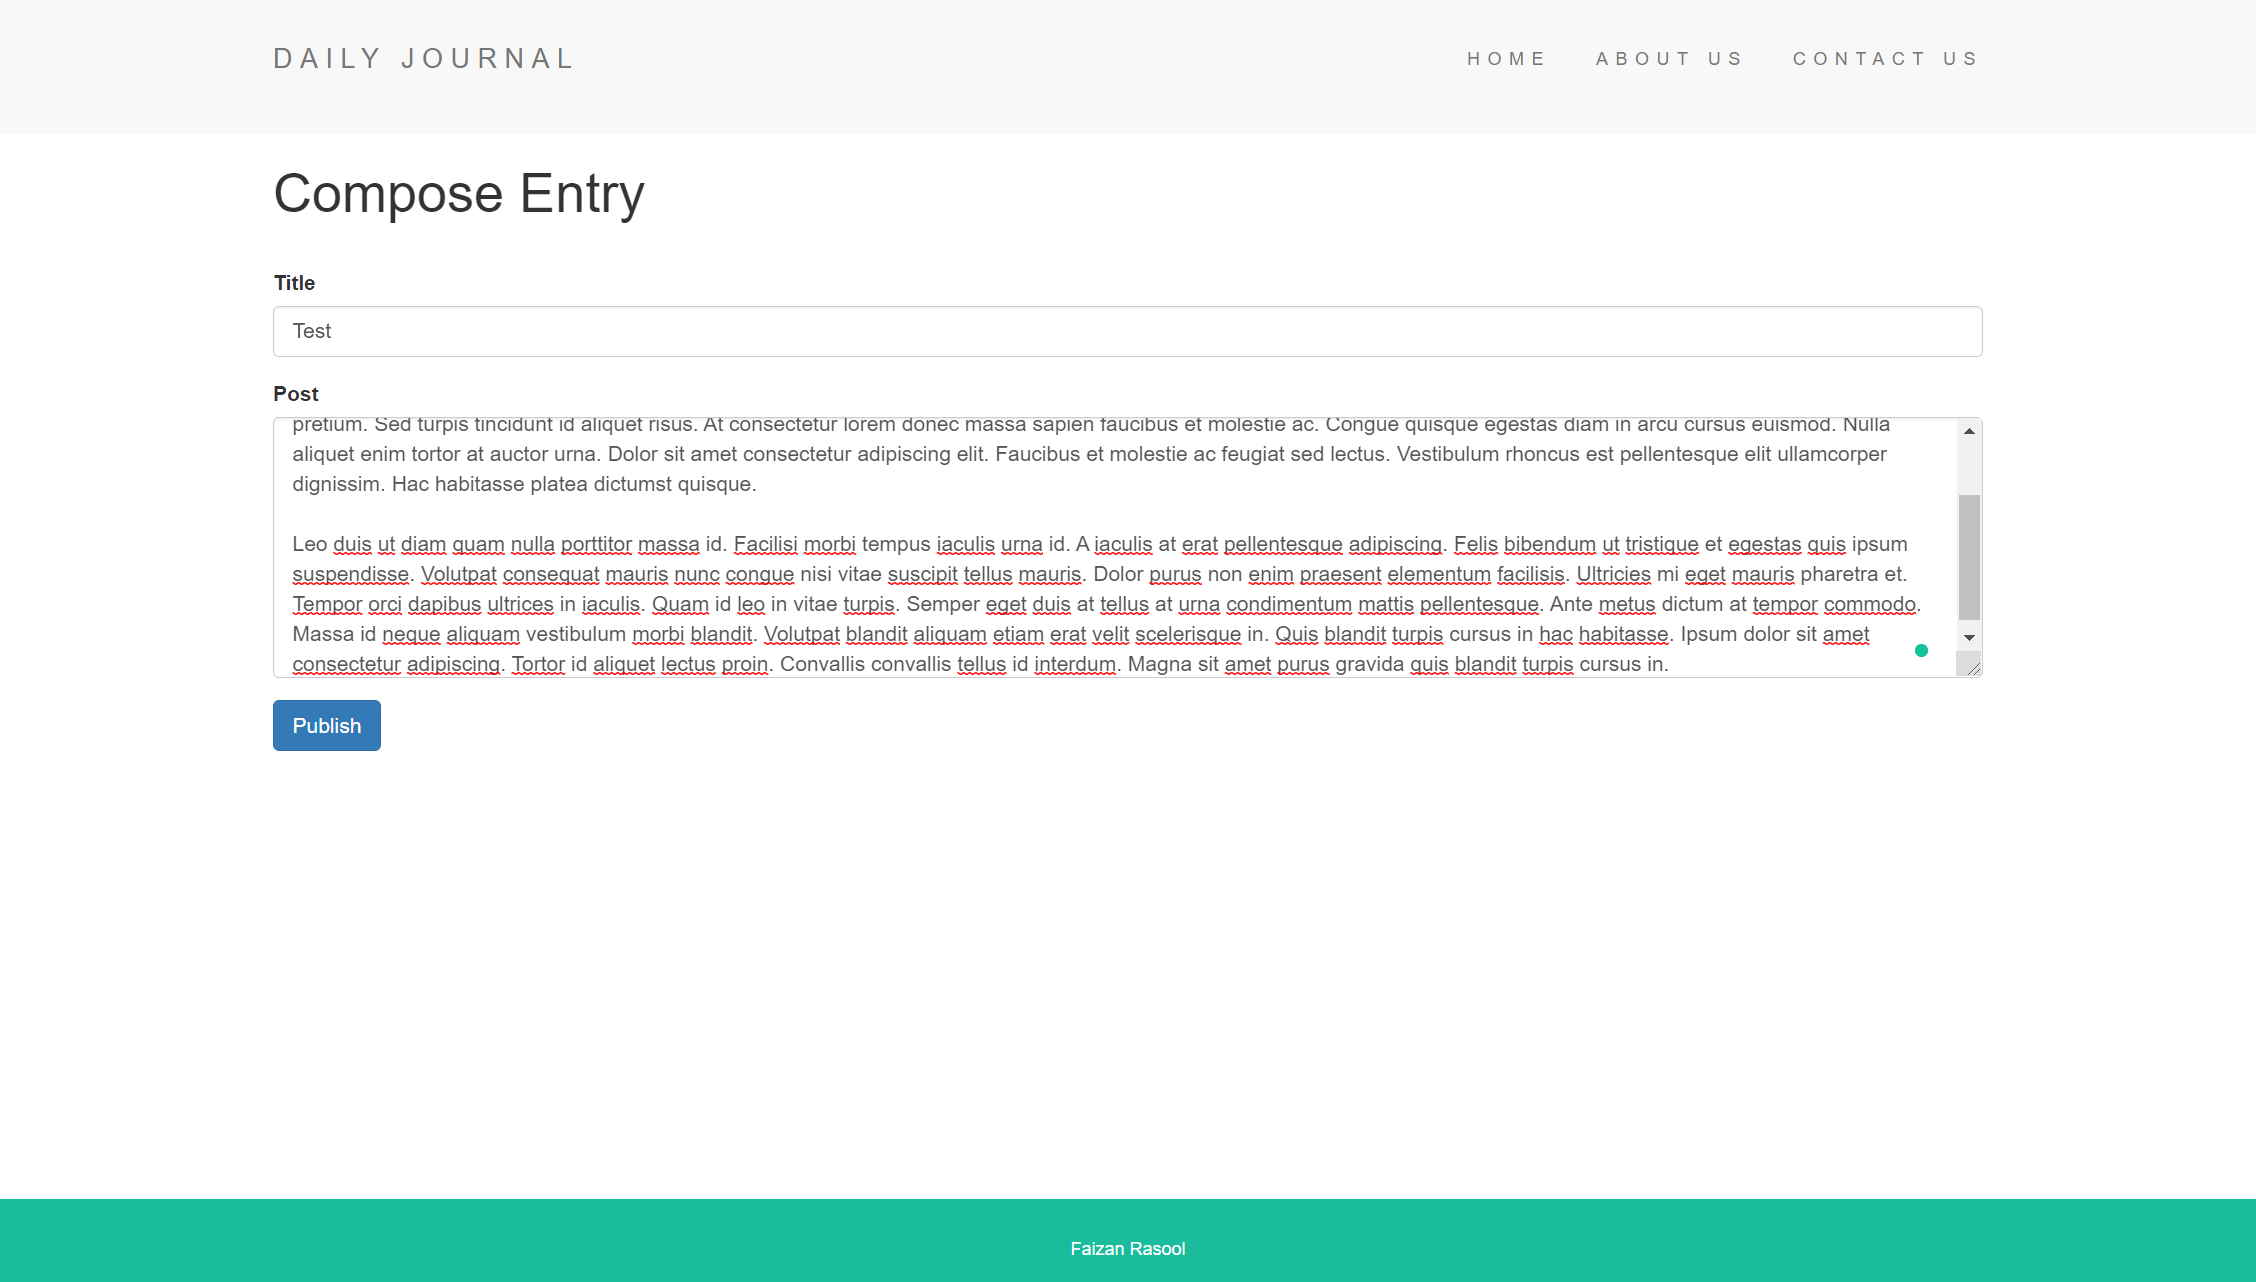 DAILY JOURNAL
HOME ABOUT US CONTACT US
Compose Entry
Title
Test
Post
pretium. Sed turpis tincidunt id aliquet risus. At consectetur lorem donec massa sapien faucibus et molestie ac. Congue quisque egestas diam in arcu cursus euismod. Nulla
aliquet enim tortor at auctor urna. Dolor sit amet consectetur adipiscing elit. Faucibus et molestie ac feugiat sed lectus. Vestibulum rhoncus est pellentesque elit ullamcorper
dignissim. Hac habitasse platea dictumst quisque.
Leo duis ut diam quam nulla porttitor massa id. Facilisi morbi tempus iaculis urna id. A iaculis at erat pellentesque adipiscing. Felis bibendum ut tristique et egestas quis ipsum
suspendisse. Volutpat consequat mauris nunc congue nisi vitae suscipit tellus mauris. Dolor purus non enim praesent elementum facilisis. Ultricies mi eget mauris pharetra et.
Tempor orci dapibus ultrices in iaculis. Quam id leo in vitae turpis. Semper eget duis at tellus at urna condimentum mattis pellentesque. Ante metus dictum at tempor commodo.
Massa id neque aliquam vestibulum morbi blandit. Volutpat blandit aliquam etiam erat velit scelerisque in. Quis blandit turpis cursus in hac habitasse. Ipsum dolor sit amet
consectetur adipiscing. Tortor id aliquet lectus proin. Convallis convallis tellus id interdum. Magna sit amet purus gravida quis blandit turpis cursus in.
Publish
Faizan Rasool